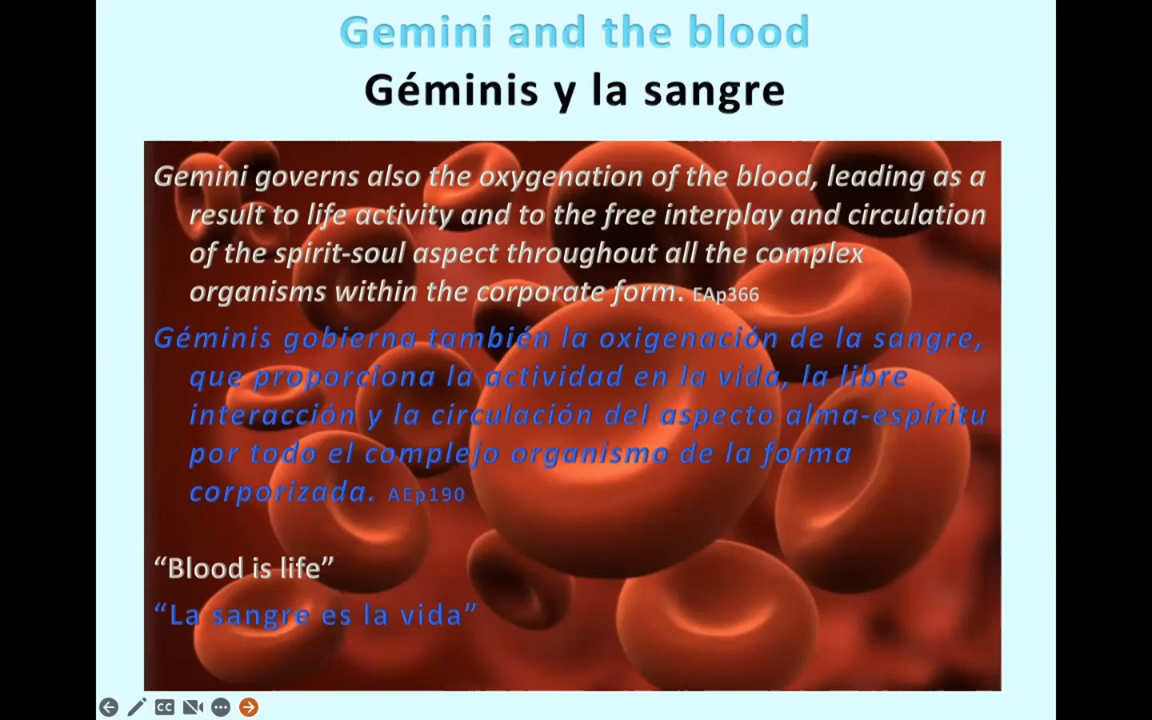 Gemini and the blood
Géminis y la sangre
Gemini governs also the oxygenation of the blood, leading as a
result to life activity and to the free interplay and circulation
of the spirit-soul aspect throughout all the complex
organisms within the corporate form. EAp366
Géminis gobierna también la oxigenación de la sangre,
que proporciona la actividad en la vida, la libre
interacción y la circulación del aspecto alma-espíritu
por todo el complejo organismo de la forma
corporizada. AEp190
“Blood is life”
“La sangre es la vida”
CC